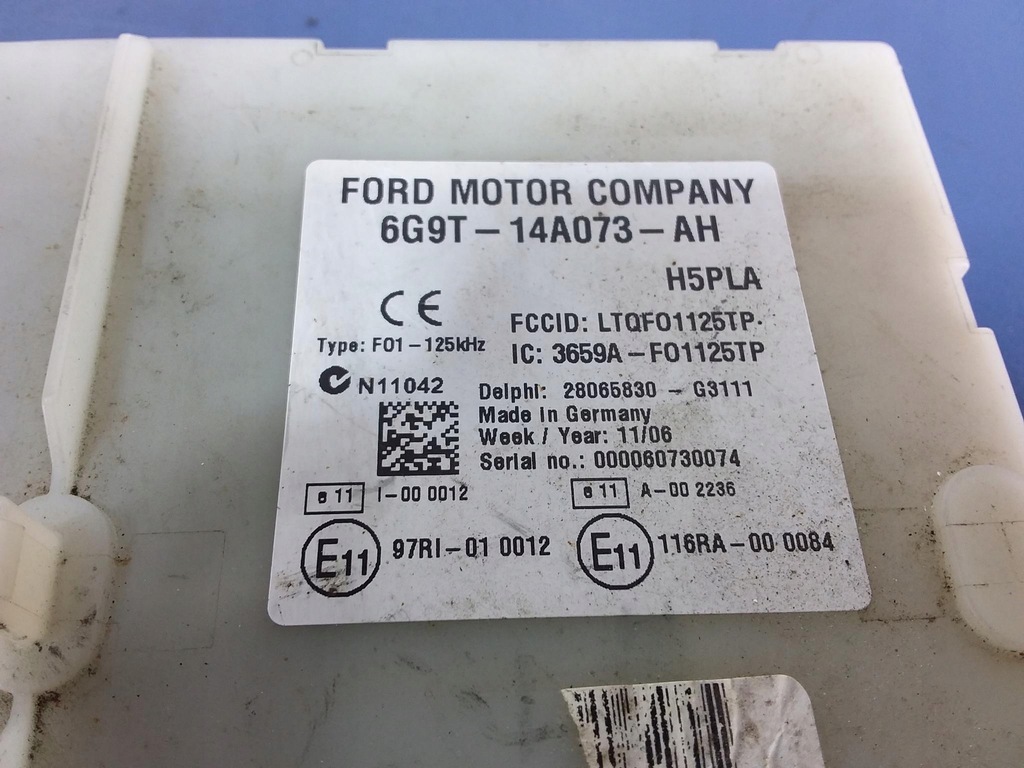 FORD MOTOR COMPANY
6G9T-14A073-AH
H5PLA
CE
FCCID: LTQFO1125TP
Type: FO1-125kHz
IC: 3659A-FO1125TP
N11042
Delphi: 28065830 - G3111
Made in Germany
Week / Year: 11/06
Serial no.: 000060730074
e 11 I-00 0012
e 11 A-00 2236
E11 97RI-01 0012
E11 116RA-00 0084